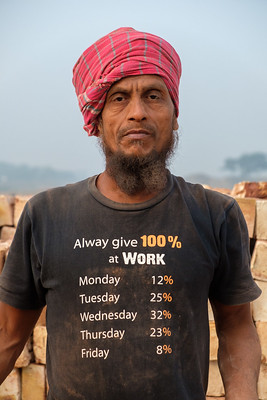 Alway give 100%
at WORK
Monday 12%
Tuesday 25%
Wednesday 32%
Thursday 23%
Friday 8%